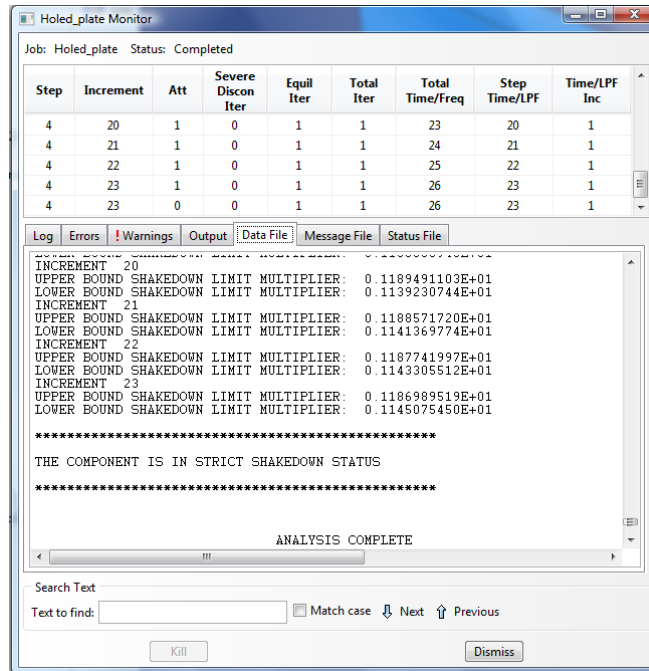 Holed_plate Monitor
Job: Holed_plate Status: Completed
Step Increment Att Severe Discon Iter Equil Iter Total Iter Total Time/Freq Step Time/LPF Time/LPF Inc
4 20 1 0 1 1 23 20 1
4 21 1 0 1 1 24 21 1
4 22 1 0 1 1 25 22 1
4 23 1 0 1 1 26 23 1
4 23 0 0 1 1 26 23 1
Log Errors ! Warnings Output Data File Message File Status File
LOWER BOUND SHAKEDOWN LIMIT MULTIPLIER:
INCREMENT 20
UPPER BOUND SHAKEDOWN LIMIT MULTIPLIER: 0.1189491103E+01
LOWER BOUND SHAKEDOWN LIMIT MULTIPLIER: 0.1139230744E+01
INCREMENT 21
UPPER BOUND SHAKEDOWN LIMIT MULTIPLIER: 0.1188571720E+01
LOWER BOUND SHAKEDOWN LIMIT MULTIPLIER: 0.1141369774E+01
INCREMENT 22
UPPER BOUND SHAKEDOWN LIMIT MULTIPLIER: 0.1187741997E+01
LOWER BOUND SHAKEDOWN LIMIT MULTIPLIER: 0.1143305512E+01
INCREMENT 23
UPPER BOUND SHAKEDOWN LIMIT MULTIPLIER: 0.1186989519E+01
LOWER BOUND SHAKEDOWN LIMIT MULTIPLIER: 0.1145075450E+01
**************************************************
THE COMPONENT IS IN STRICT SHAKEDOWN STATUS
**************************************************
ANALYSIS COMPLETE
Search Text
Text to find: Match case Next Previous
Kill Dismiss